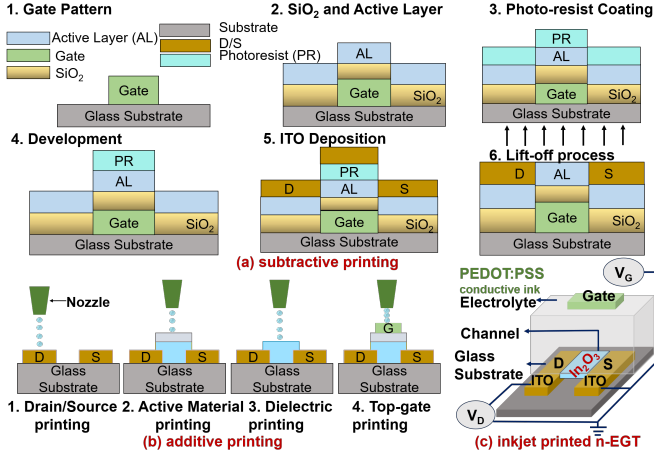 1. Gate Pattern
Active Layer (AL)
Gate
SiO2
Substrate
D/S
Photoresist (PR)
Gate
Glass Substrate
2. SiO2 and Active Layer
AL
Gate
SiO2
Glass Substrate
3. Photo-resist Coating
PR
AL
Gate
SiO2
Glass Substrate
4. Development
PR
AL
Gate
SiO2
Glass Substrate
5. ITO Deposition
PR
D
AL
S
Gate
SiO2
Glass Substrate
6. Lift-off process
D
AL
S
Gate
SiO2
Glass Substrate
(a) subtractive printing
Nozzle
D
S
Glass
Substrate
1. Drain/Source
printing
D
S
Glass
Substrate
2. Active Material
printing
D
S
Glass
Substrate
3. Dielectric
printing
G
D
S
Glass
Substrate
4. Top-gate
printing
(b) additive printing
PEDOT:PSS
conductive ink
VG
Electrolyte
Gate
Channel
Glass
Substrate
D
In2O3
S
ITO
ITO
VD
(c) inkjet printed n-EGT